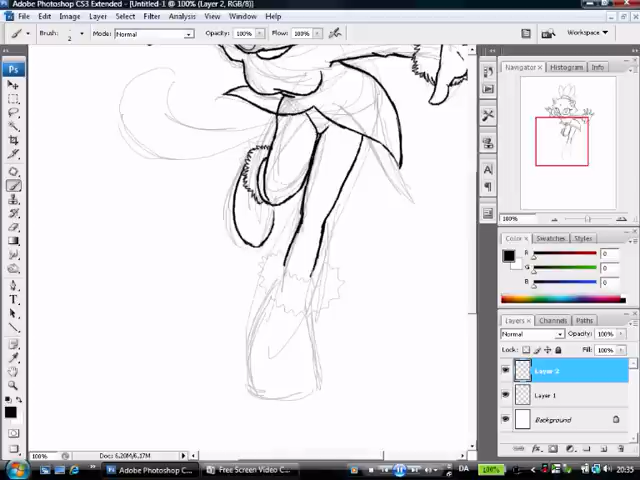 Adobe Photoshop CS3 Extended - [Untitled-1 @ 100% (Layer 2, RGB/8)]
File Edit Image Layer Select Filter Analysis View Window Help
Brush: 2 Mode: Normal Opacity: 100% Flow: 100% Workspace
Ps
Navigator Histogram Info
100%
Color Swatches Styles
R 0
G 0
B 0
Layers Channels Paths
Normal Opacity: 100%
Lock: Fill: 100%
Layer 2
Layer 1
Background
100% Doc: 6.20M/6.17M
Adobe Photoshop C... Free Screen Video C... DA 100% 20:35